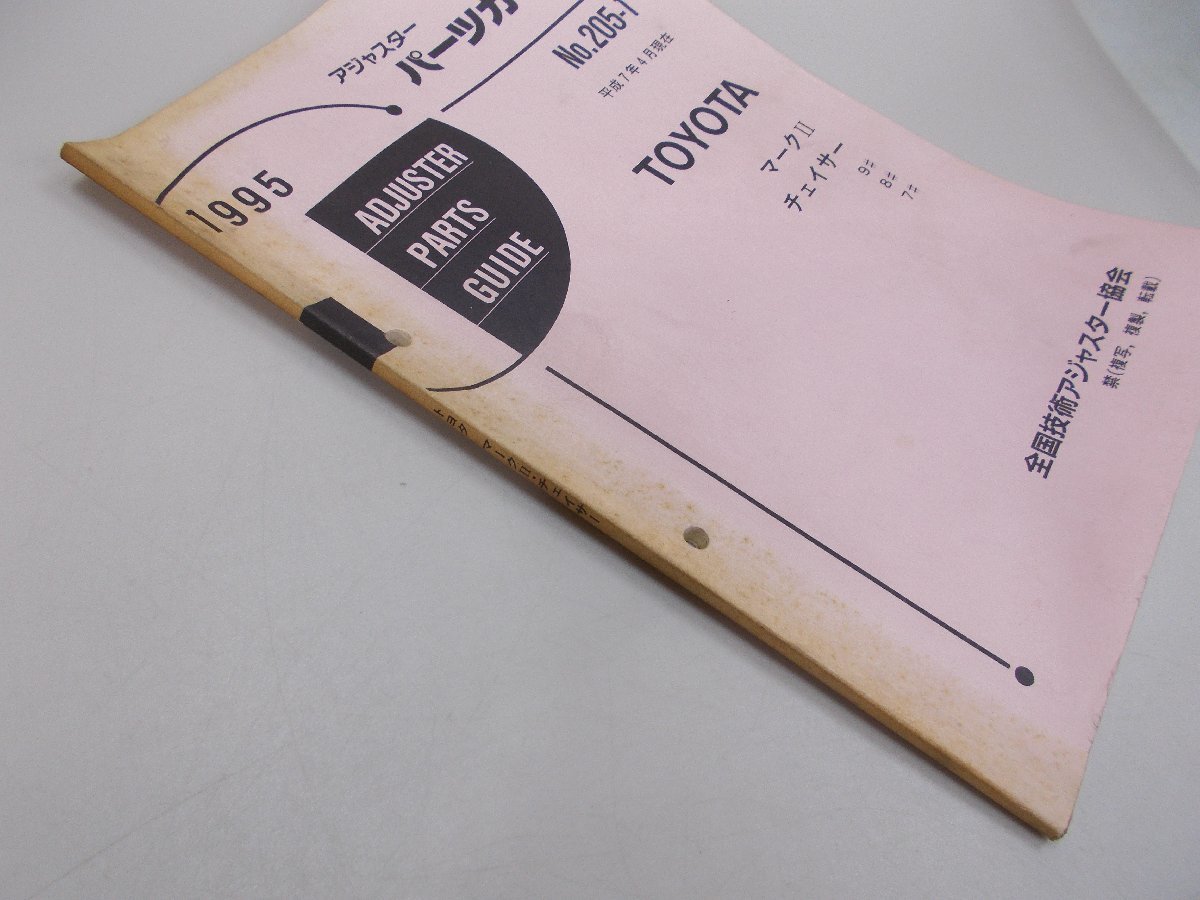 アジャスター
パーツガ
1995
ADJUSTER
PARTS
GUIDE
No.205-1
平成7年4月現在
TOYOTA
マークII
チェイサー
9#
8#
7#
全国技術アジャスター協会
禁(複写, 複製, 転載)
トヨタ マークII・チェイサー